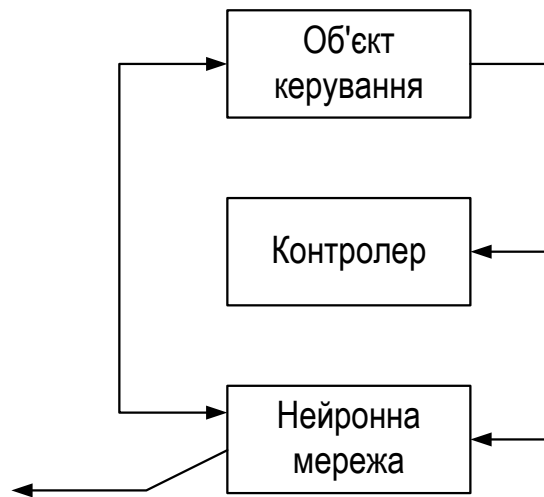 Об'єкт
керування
Контролер
Нейронна
мережа